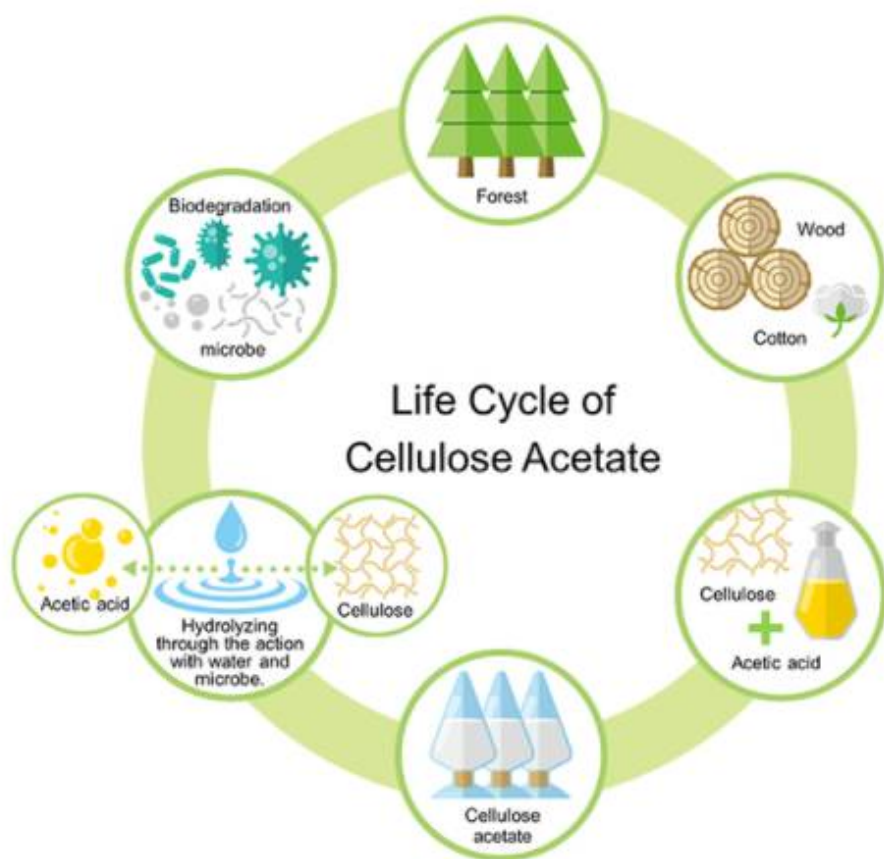 Forest
Wood
Cotton
Biodegradation
microbe
Life Cycle of
Cellulose Acetate
Cellulose
Acetic acid
Cellulose
acetate
Acetic acid
Cellulose
Hydrolyzing
through the action
with water and
microbe.